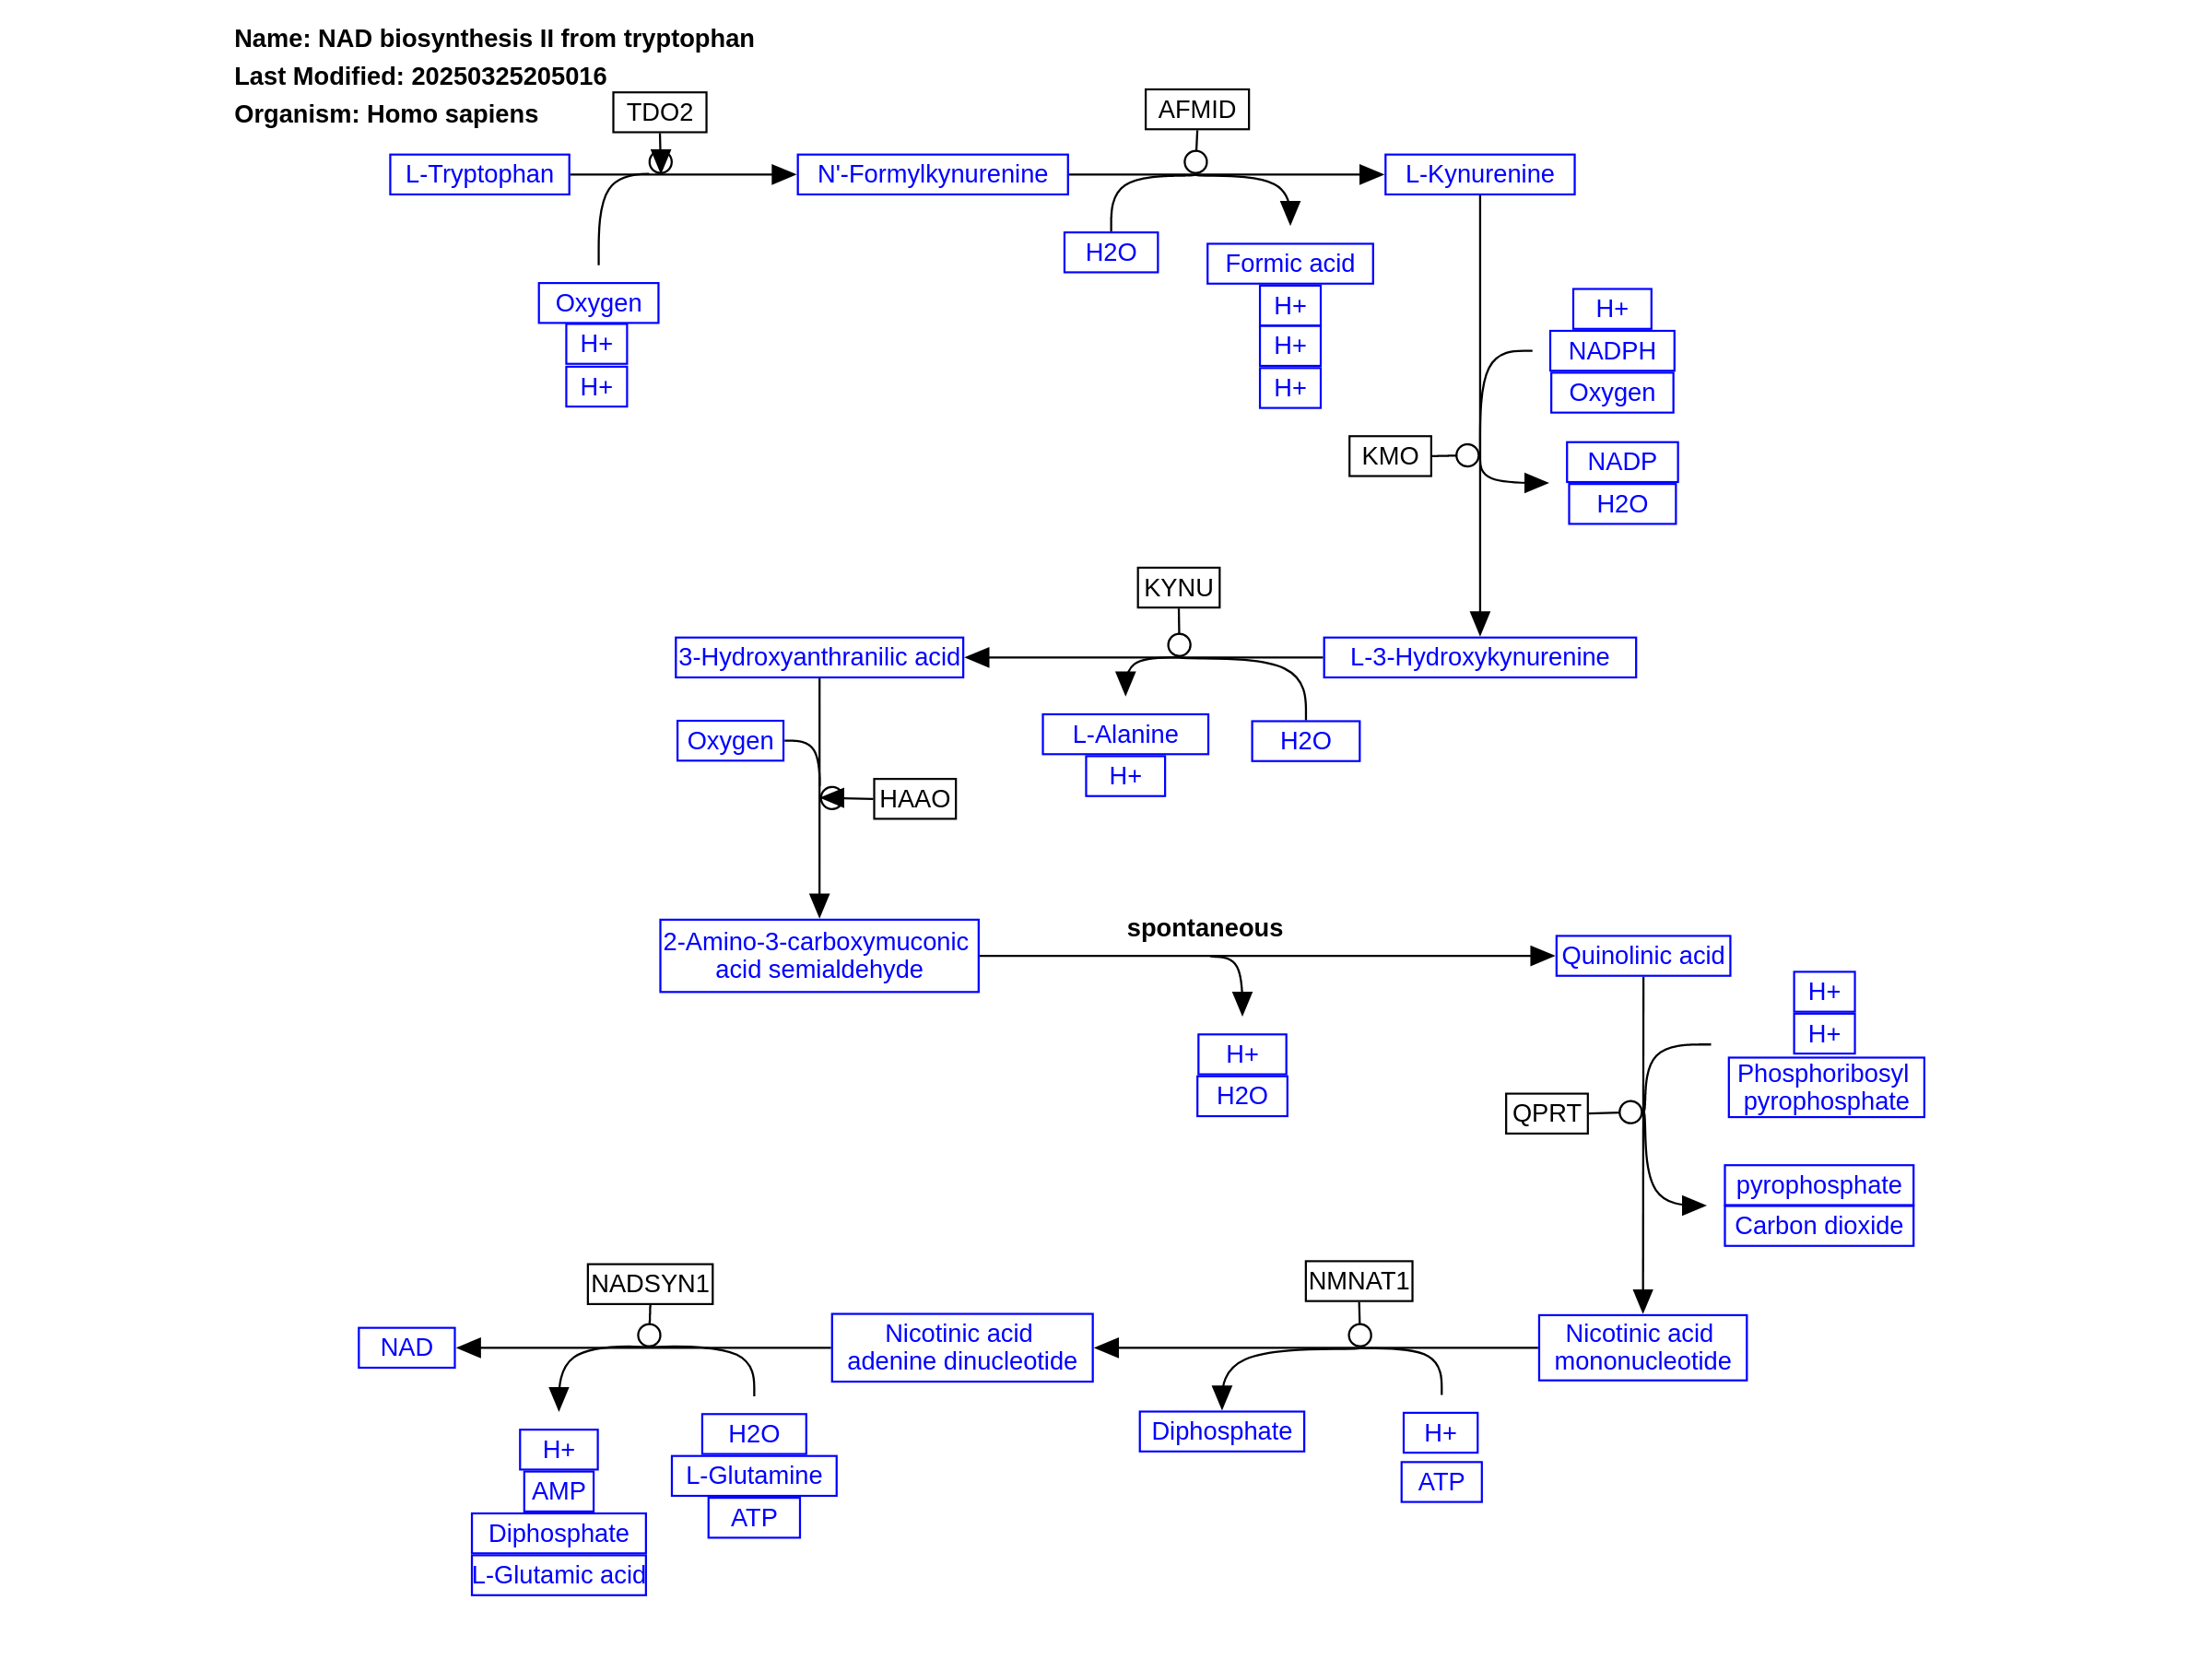 Name: NAD biosynthesis II from tryptophan
Last Modified: 20250325205016
Organism: Homo sapiens
TDO2
AFMID
L-Tryptophan
N'-Formylkynurenine
L-Kynurenine
H2O
Formic acid
H+
H+
H+
Oxygen
H+
H+
H+
NADPH
Oxygen
KMO
NADP
H2O
KYNU
3-Hydroxyanthranilic acid
L-3-Hydroxykynurenine
Oxygen
L-Alanine
H+
H2O
HAAO
spontaneous
2-Amino-3-carboxymuconic
acid semialdehyde
Quinolinic acid
H+
H2O
H+
H+
Phosphoribosyl
pyrophosphate
QPRT
pyrophosphate
Carbon dioxide
NADSYN1
NMNAT1
NAD
Nicotinic acid
adenine dinucleotide
Nicotinic acid
mononucleotide
H+
AMP
Diphosphate
L-Glutamic acid
H2O
L-Glutamine
ATP
Diphosphate
H+
ATP